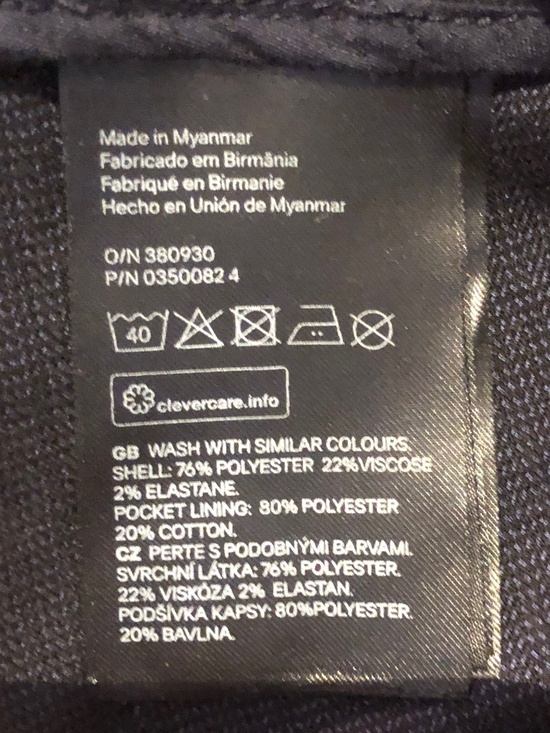 Made in Myanmar
Fabricado em Birmânia
Fabriqué en Birmanie
Hecho en Unión de Myanmar
O/N 380930
P/N 0350082 4
40
clevercare.info
GB WASH WITH SIMILAR COLOURS.
SHELL: 76% POLYESTER 22%VISCOSE
2% ELASTANE.
POCKET LINING: 80% POLYESTER
20% COTTON.
CZ PERTE S PODOBNÝMI BARVAMI.
SVRCHNÍ LÁTKA: 76% POLYESTER.
22% VISKÓZA 2% ELASTAN.
PODŠÍVKA KAPSY: 80%POLYESTER.
20% BAVLNA.